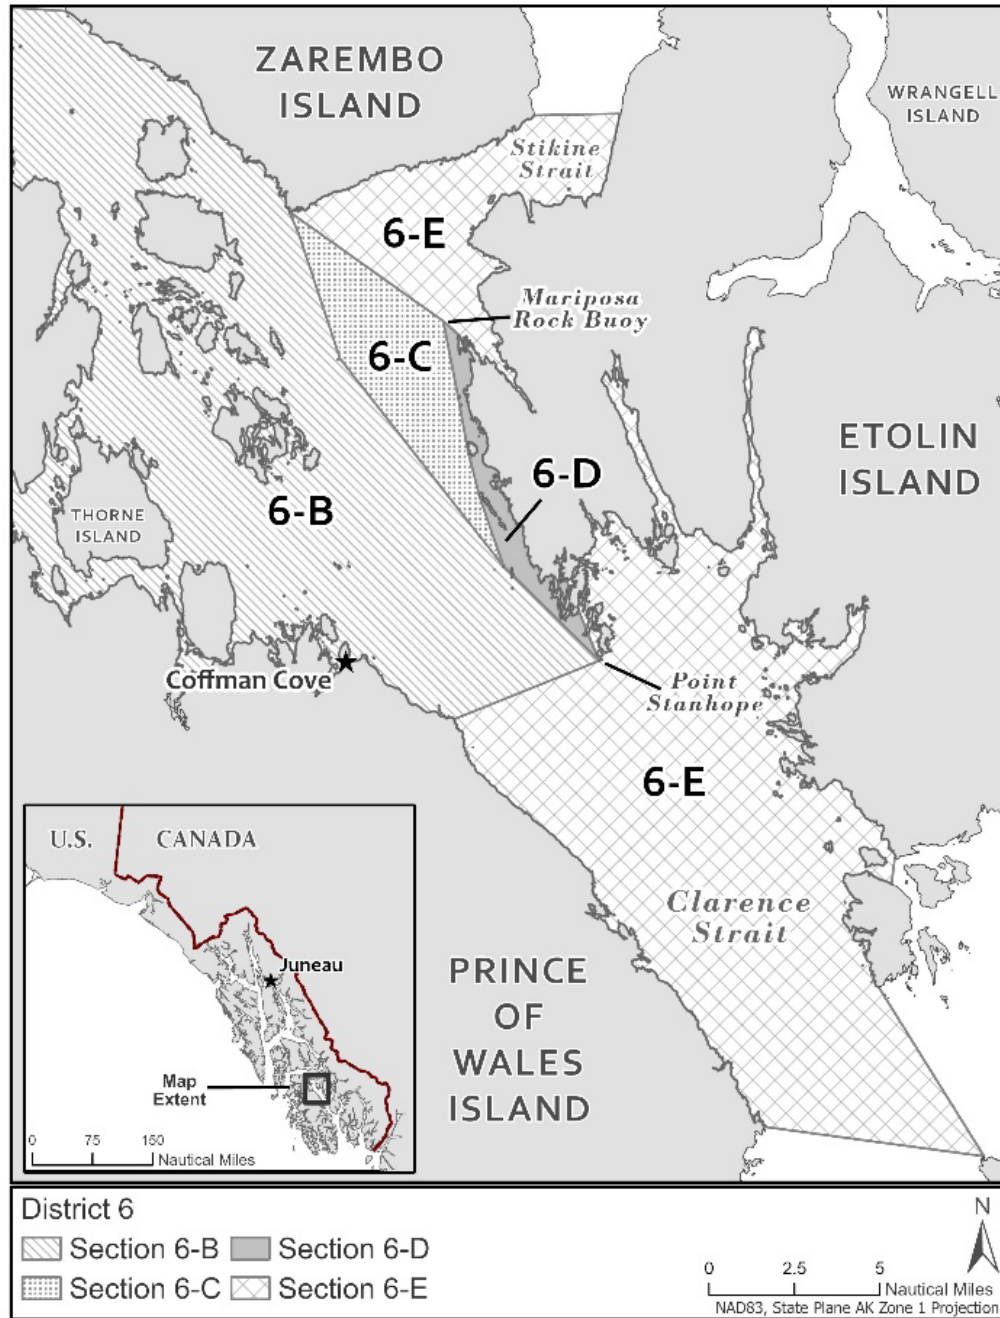 ZAREMBO
ISLAND
WRANGELL
ISLAND
Stikine
Strait
6-E
Mariposa
Rock Buoy
6-C
ETOLIN
ISLAND
6-D
6-B
THORNE
ISLAND
Coffman Cove
Point
Stanhope
6-E
Clarence
Strait
PRINCE
OF
WALES
ISLAND
U.S.
CANADA
Juneau
Map
Extent
0 75 150
Nautical Miles
District 6
Section 6-B
Section 6-D
Section 6-C
Section 6-E
N
0 2.5 5
Nautical Miles
NAD83, State Plane AK Zone 1 Projection